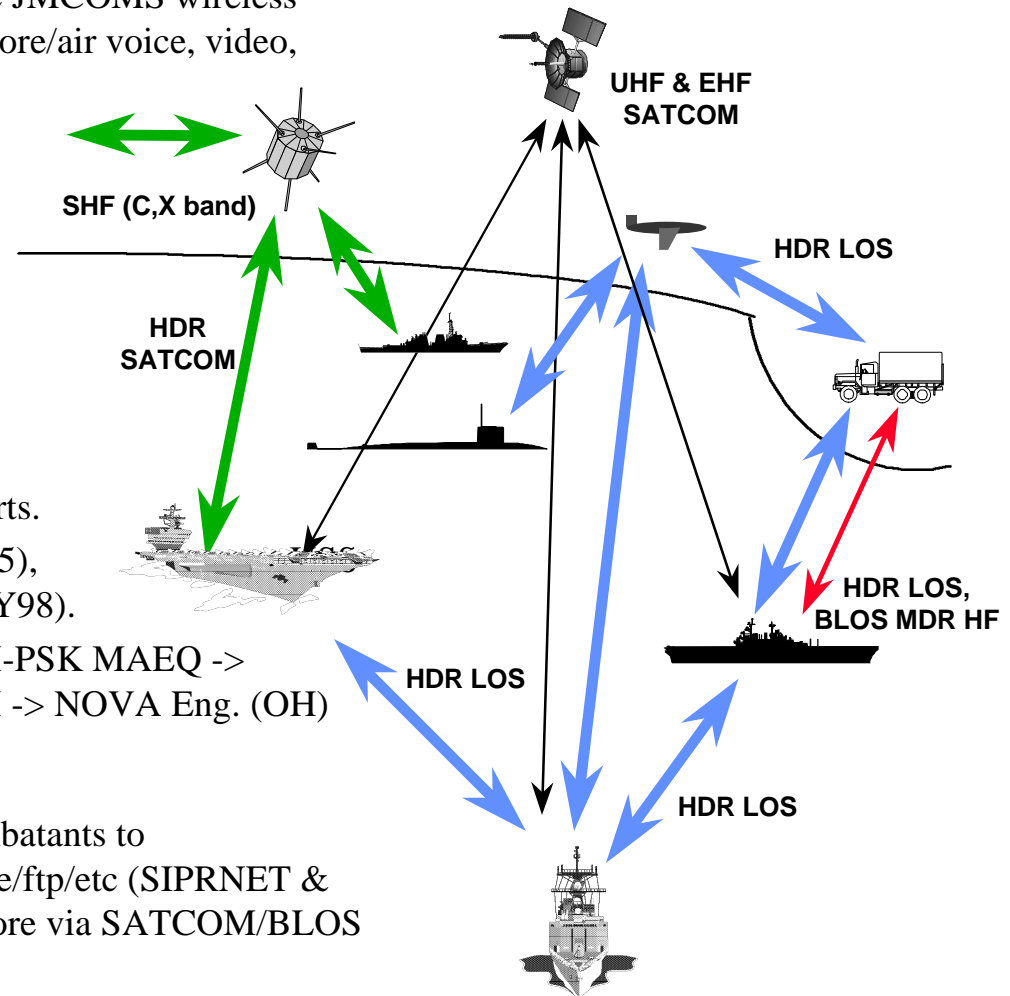 JMCOMS wireless
ore/air voice, video,
UHF & EHF
SATCOM
SHF (C,X band)
HDR LOS
HDR
SATCOM
rts.
5),
Y98).
HDR LOS,
BLOS MDR HF
-PSK MAEQ ->
-> NOVA Eng. (OH)
HDR LOS
HDR LOS
batants to
e/ftp/etc (SIPRNET &
ore via SATCOM/BLOS